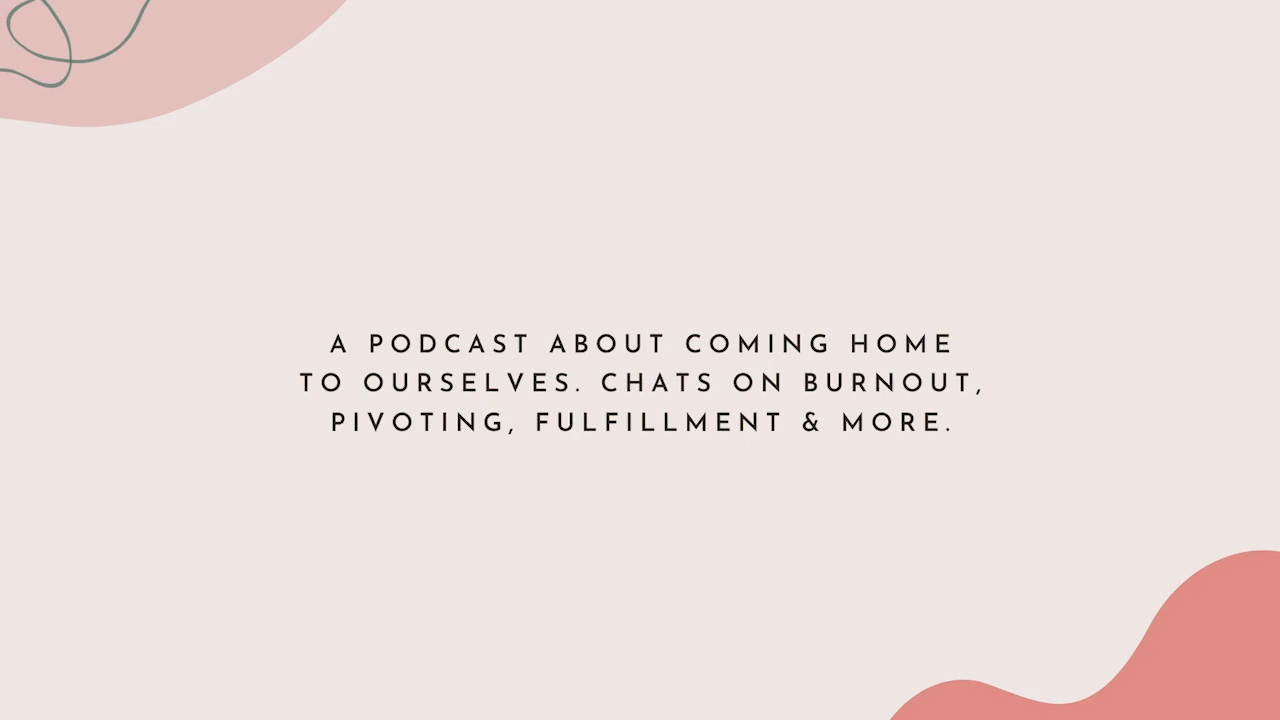 A PODCAST ABOUT COMING HOME
TO OURSELVES. CHATS ON BURNOUT,
PIVOTING, FULFILLMENT & MORE.